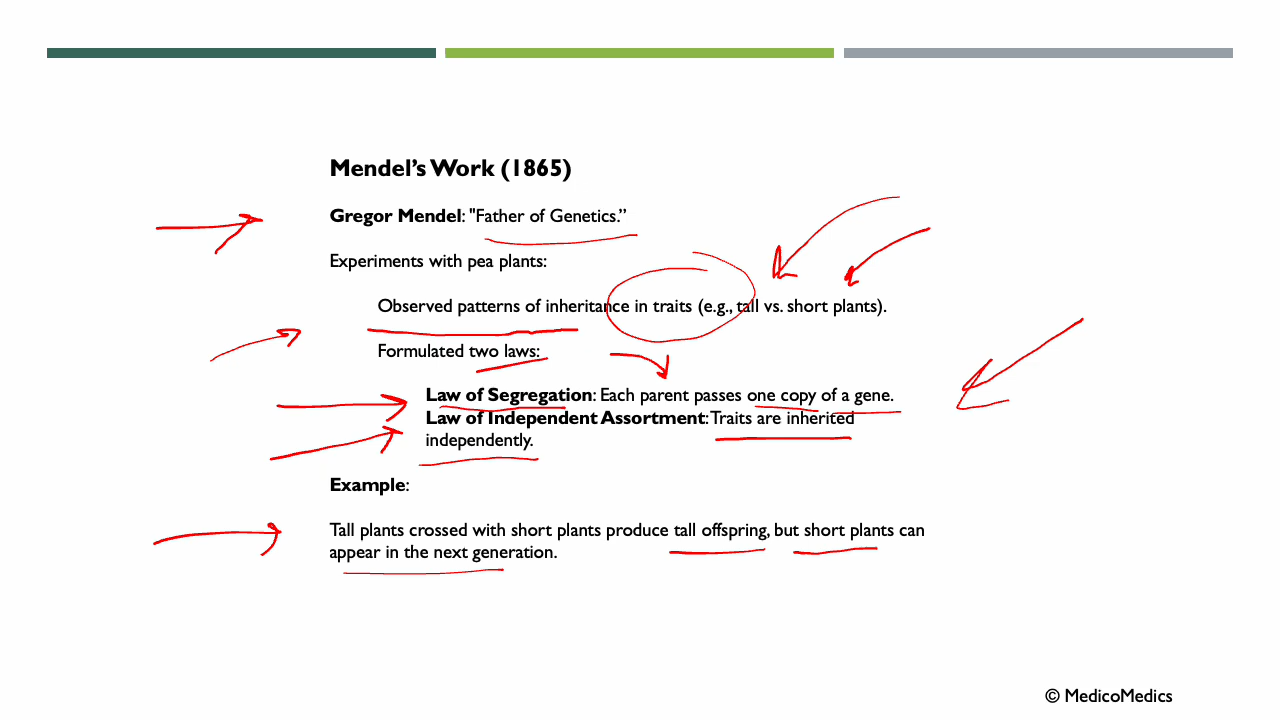 Mendel’s Work (1865)
Gregor Mendel: "Father of Genetics.”
Experiments with pea plants:
Observed patterns of inheritance in traits (e.g., tall vs. short plants).
Formulated two laws:
Law of Segregation: Each parent passes one copy of a gene.
Law of Independent Assortment: Traits are inherited
independently.
Example:
Tall plants crossed with short plants produce tall offspring, but short plants can
appear in the next generation.
© MedicoMedics